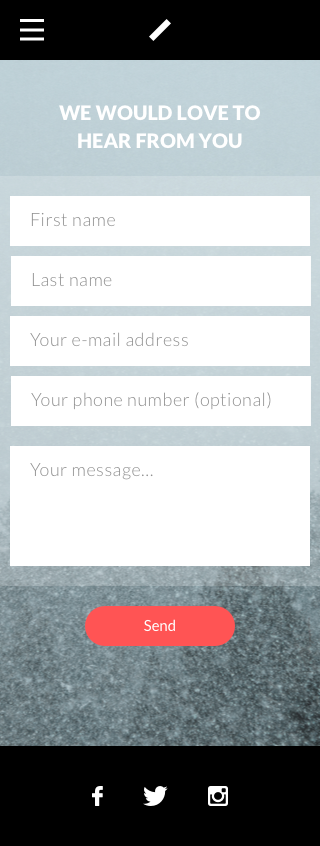 WE WOULD LOVE TO
HEAR FROM YOU
First name
Last name
Your e-mail address
Your phone number (optional)
Your message...
Send